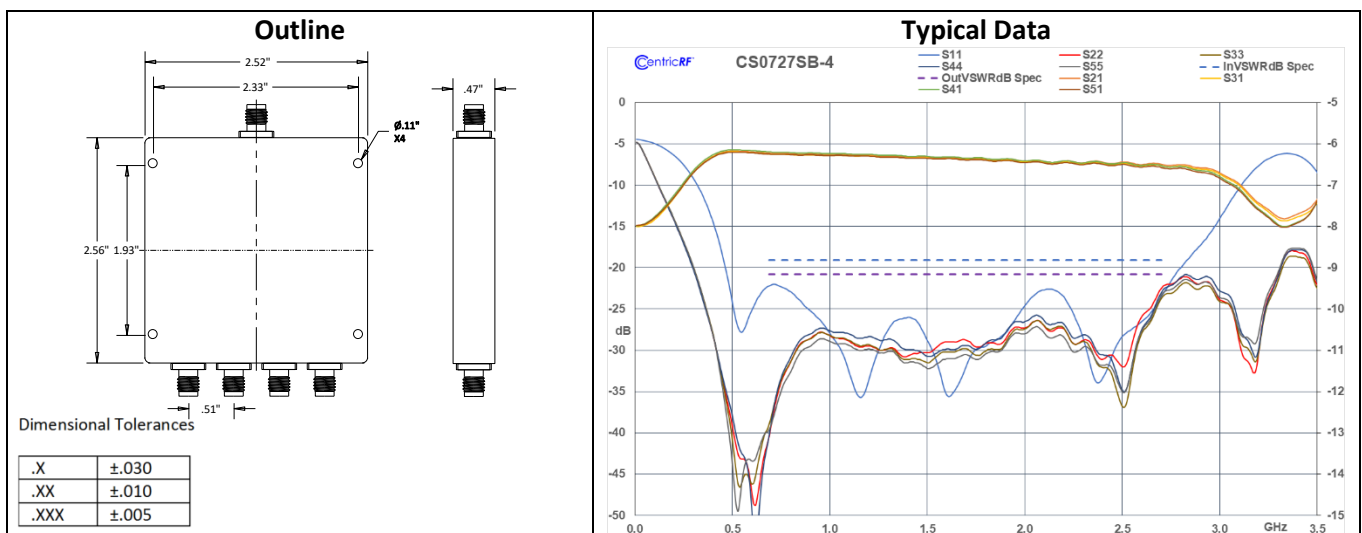 Outline
2.52"
2.33"
.47"
Ø.11"
X4
2.56"
1.93"
.51"
Dimensional Tolerances
.X ±.030
.XX ±.010
.XXX ±.005
Typical Data
CentricRF™
CS0727SB-4
S11 S22 S33
S44 S55 InVSWRdB Spec
OutVSWRdB Spec S21 S31
S41 S51
0 -5
-5 -6
-10 -7
-15 -8
-20 -9
-25 -10
dB
-30 -11
-35 -12
-40 -13
-45 -14
-50 -15
0.0 0.5 1.0 1.5 2.0 2.5 3.0 GHz 3.5